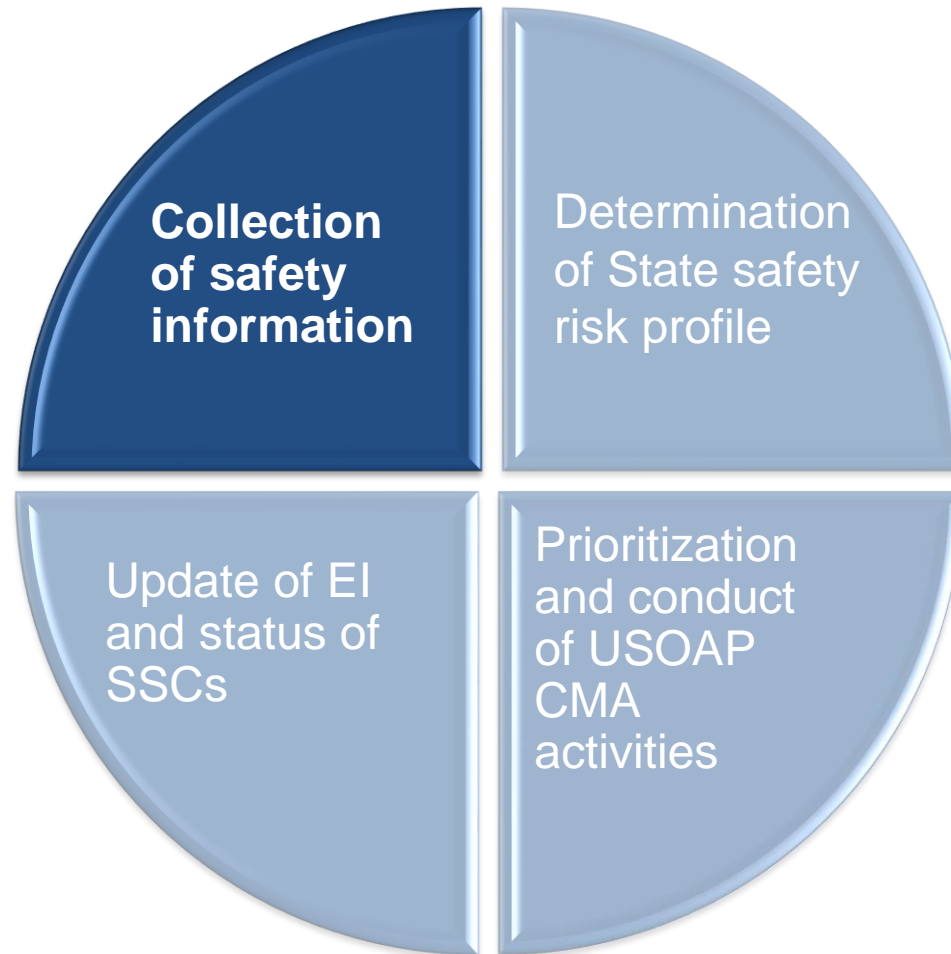 Collection
of safety
information
Determination
of State safety
risk profile
Update of EI
and status of
SSCs
Prioritization
and conduct
of USOAP
CMA
activities